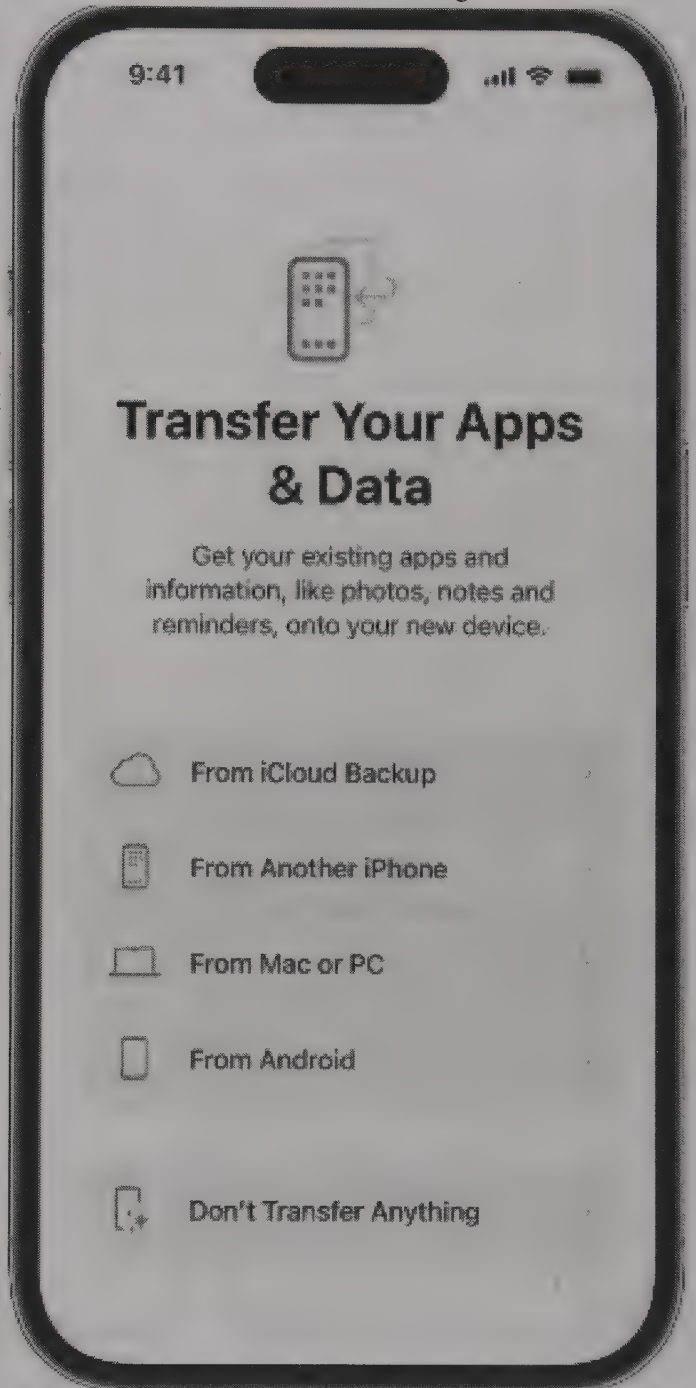 9:41
Transfer Your Apps
& Data
Get your existing apps and
information, like photos, notes and
reminders, onto your new device.
From iCloud Backup
From Another iPhone
From Mac or PC
From Android
Don't Transfer Anything